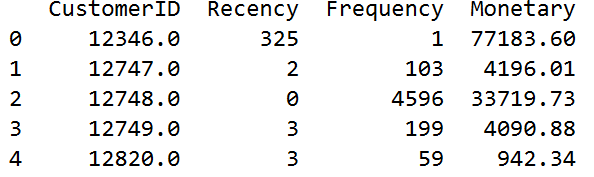 CustomerID Recency Frequency Monetary
0 12346.0 325 1 77183.60
1 12747.0 2 103 4196.01
2 12748.0 0 4596 33719.73
3 12749.0 3 199 4090.88
4 12820.0 3 59 942.34